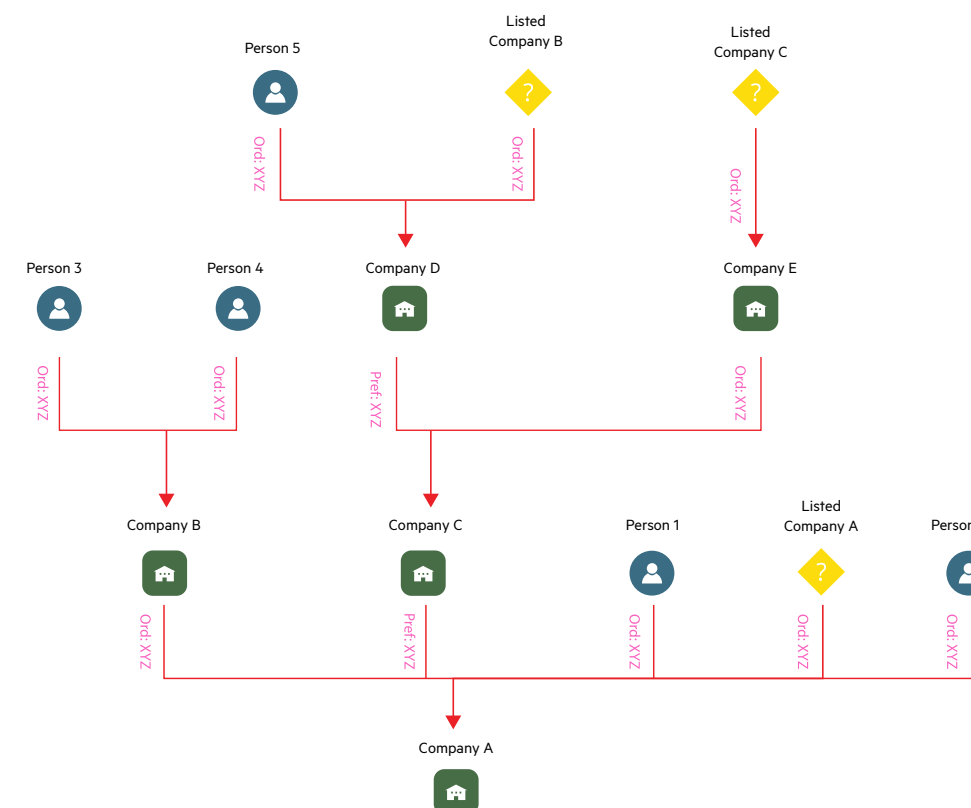 Person 5
Listed
Company B
Listed
Company C
?
?
Ord: XYZ
Ord: XYZ
Ord: XYZ
Person 3
Person 4
Company D
Company E
Ord: XYZ
Ord: XYZ
Pref: XYZ
Ord: XYZ
Company B
Company C
Person 1
Listed
Company A
Person
?
Ord: XYZ
Pref: XYZ
Ord: XYZ
Ord: XYZ
Ord: XYZ
Company A